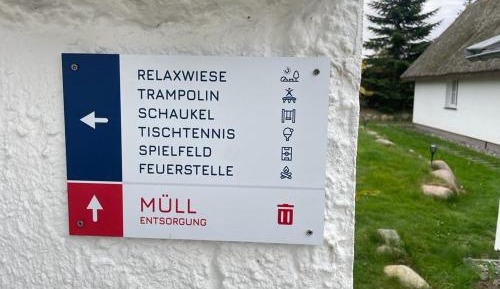 RELAXWIESE
TRAMPOLIN
SCHAUKEL
TISCHTENNIS
SPIELFELD
FEUERSTELLE
MÜLL
ENTSORGUNG